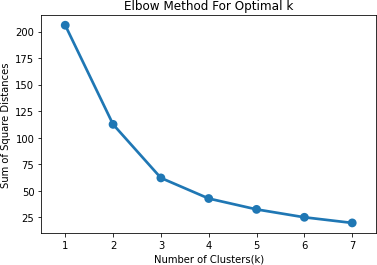 Elbow Method For Optimal k
Sum of Square Distances
200
175
150
125
100
75
50
25
1 2 3 4 5 6 7
Number of Clusters(k)